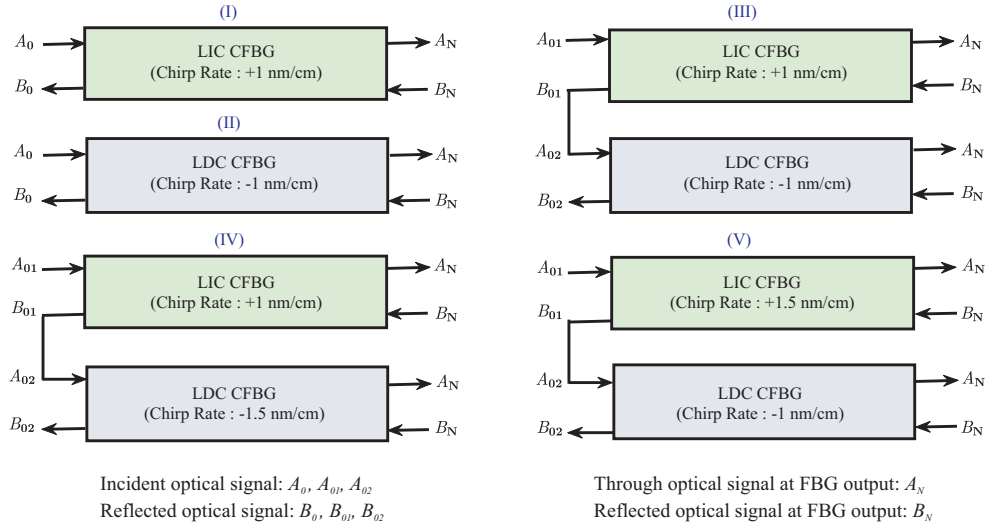 (I)
A0
LIC CFBG
(Chirp Rate : +1 nm/cm)
AN
B0
BN
(II)
A0
LDC CFBG
(Chirp Rate: -1 nm/cm)
AN
B0
BN
(III)
A01
LIC CFBG
(Chirp Rate : +1 nm/cm)
AN
B01
BN
A02
LDC CFBG
(Chirp Rate : -1 nm/cm)
AN
B02
BN
(IV)
A01
LIC CFBG
(Chirp Rate : +1 nm/cm)
AN
B01
BN
A02
LDC CFBG
(Chirp Rate : -1.5 nm/cm)
AN
B02
BN
(V)
A01
LIC CFBG
(Chirp Rate : +1.5 nm/cm)
AN
B01
BN
A02
LDC CFBG
(Chirp Rate : -1 nm/cm)
AN
B02
BN
Incident optical signal: A0, A01, A02
Reflected optical signal: B0, B01, B02
Through optical signal at FBG output: AN
Reflected optical signal at FBG output: BN